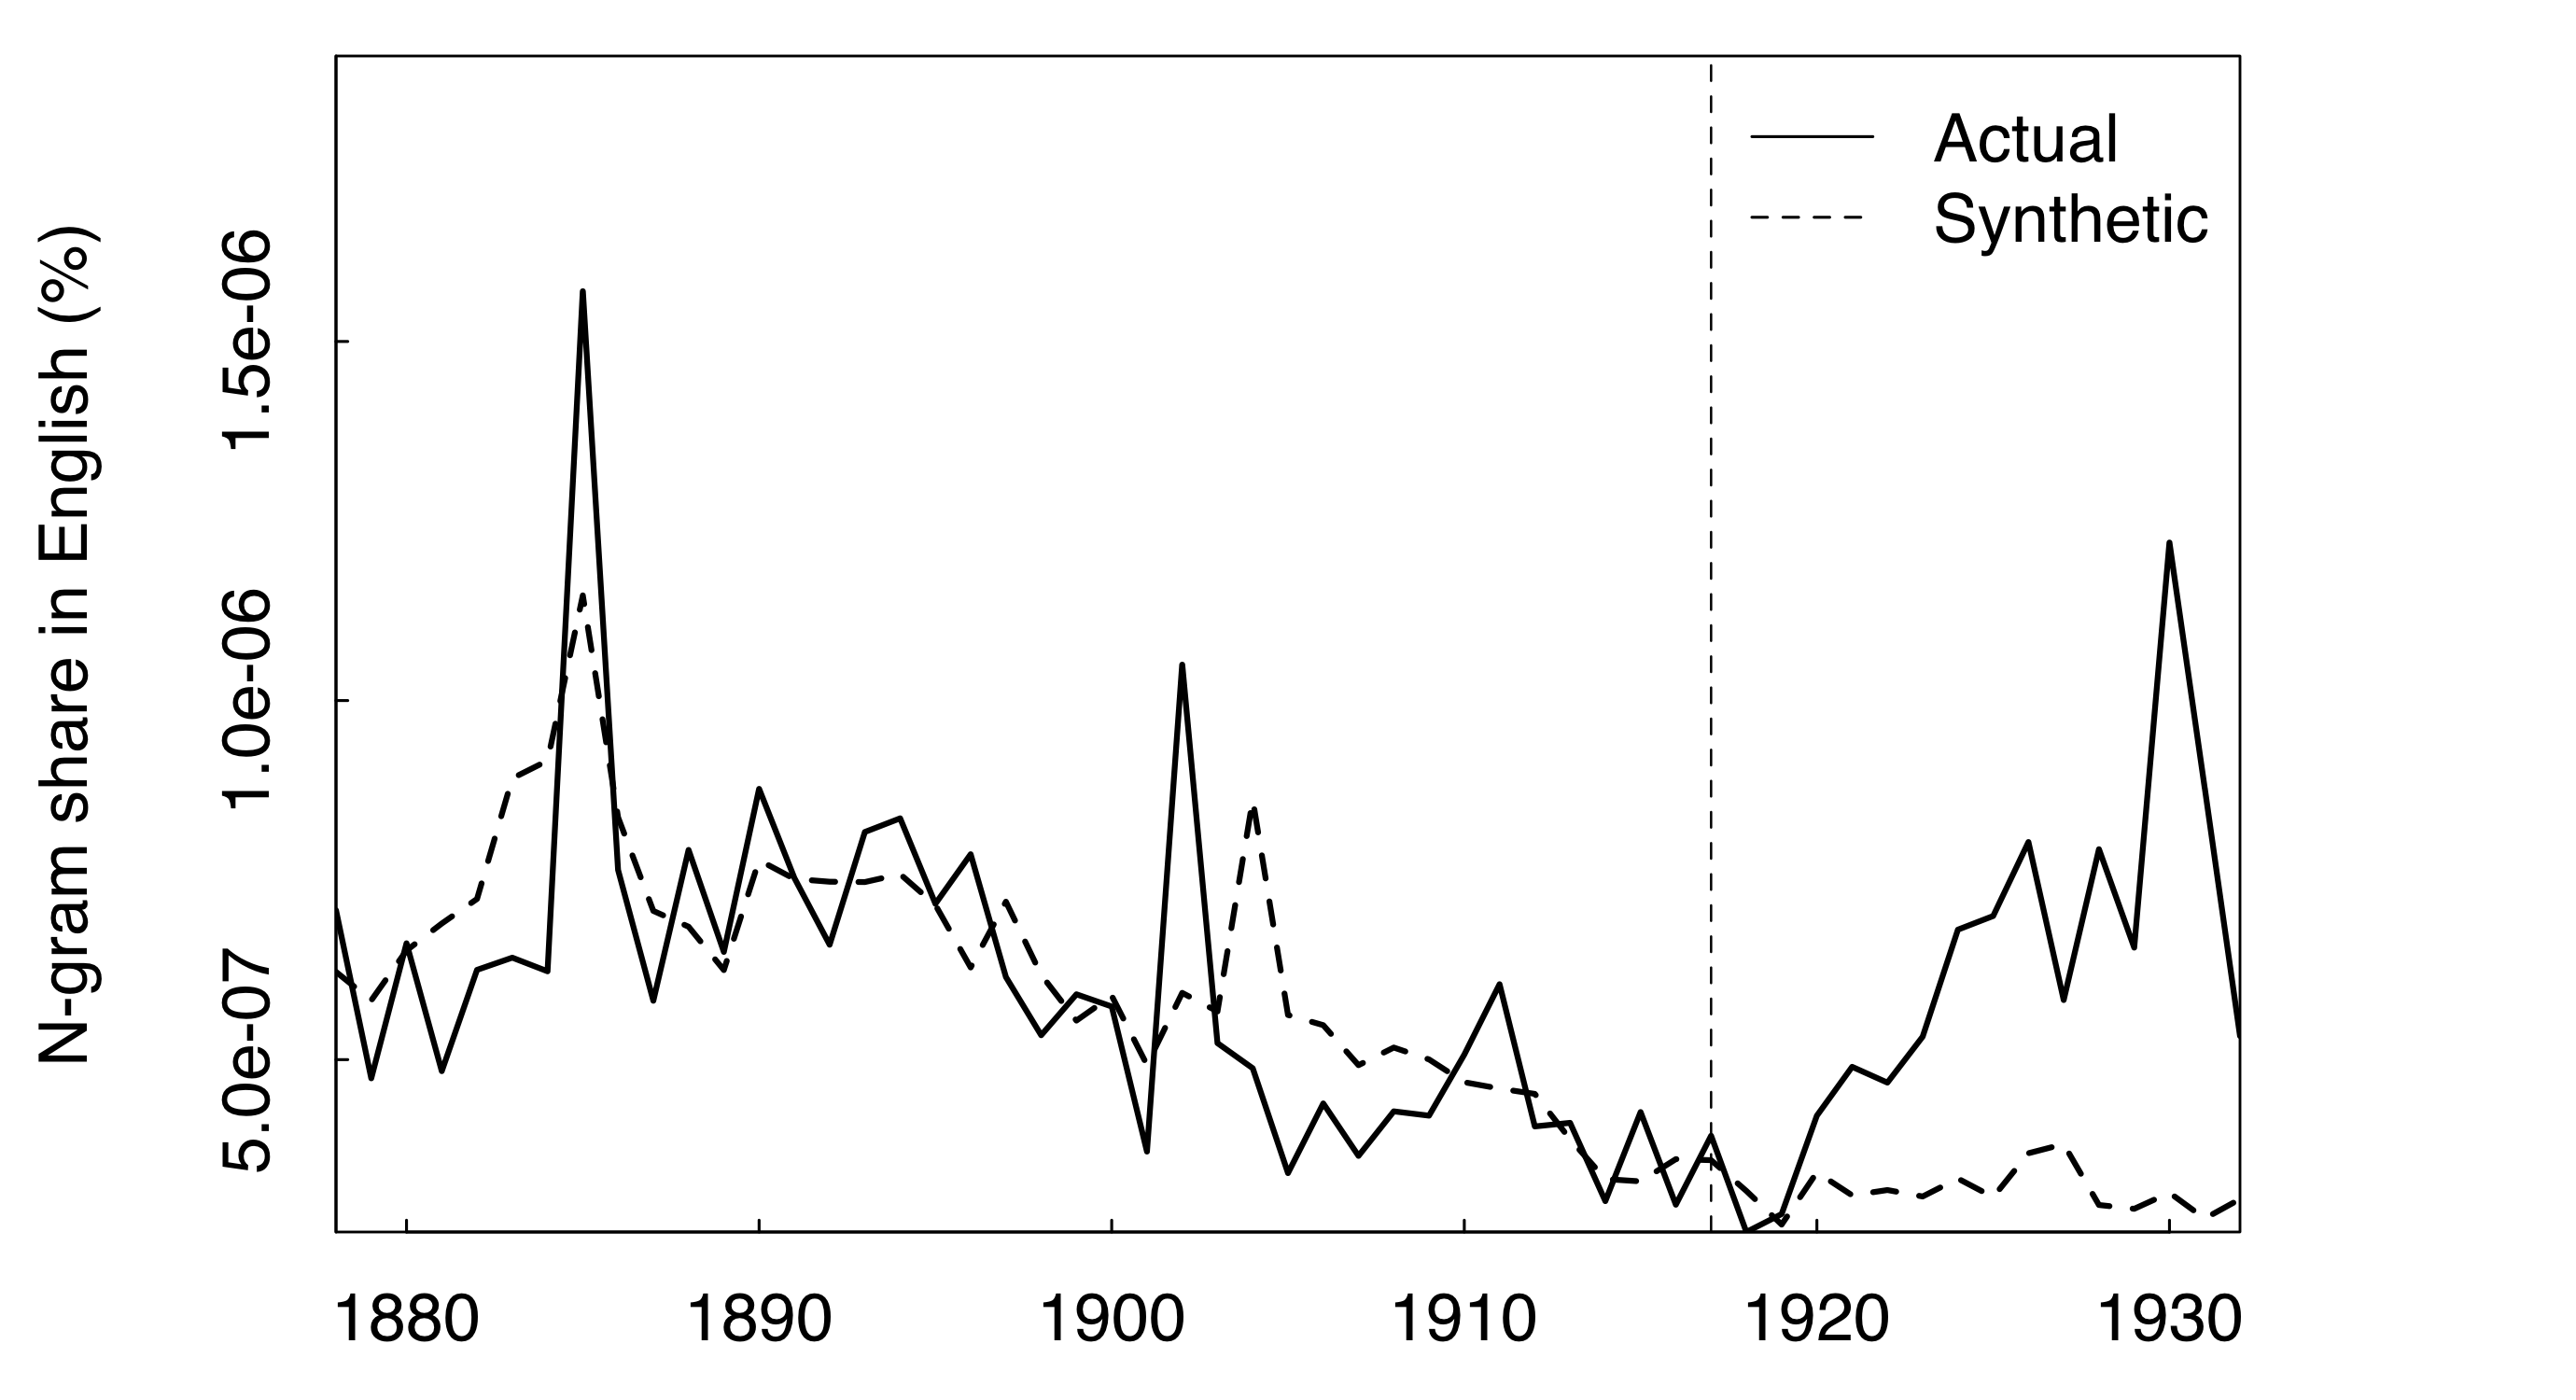 N-gram share in English (%)
1.5e-06
1.0e-06
5.0e-07
Actual
Synthetic
1880 1890 1900 1910 1920 1930